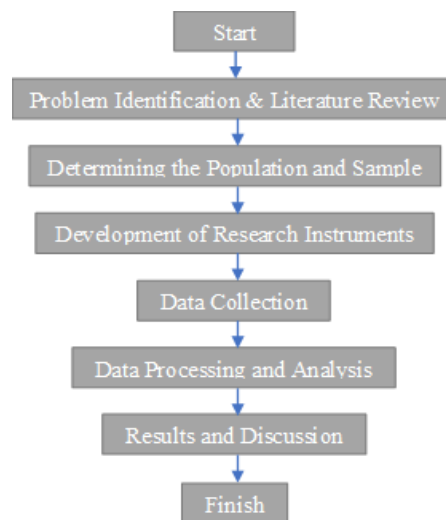 Start
Problem Identification & Literature Review
Determining the Population and Sample
Development of Research Instruments
Data Collection
Data Processing and Analysis
Results and Discussion
Finish